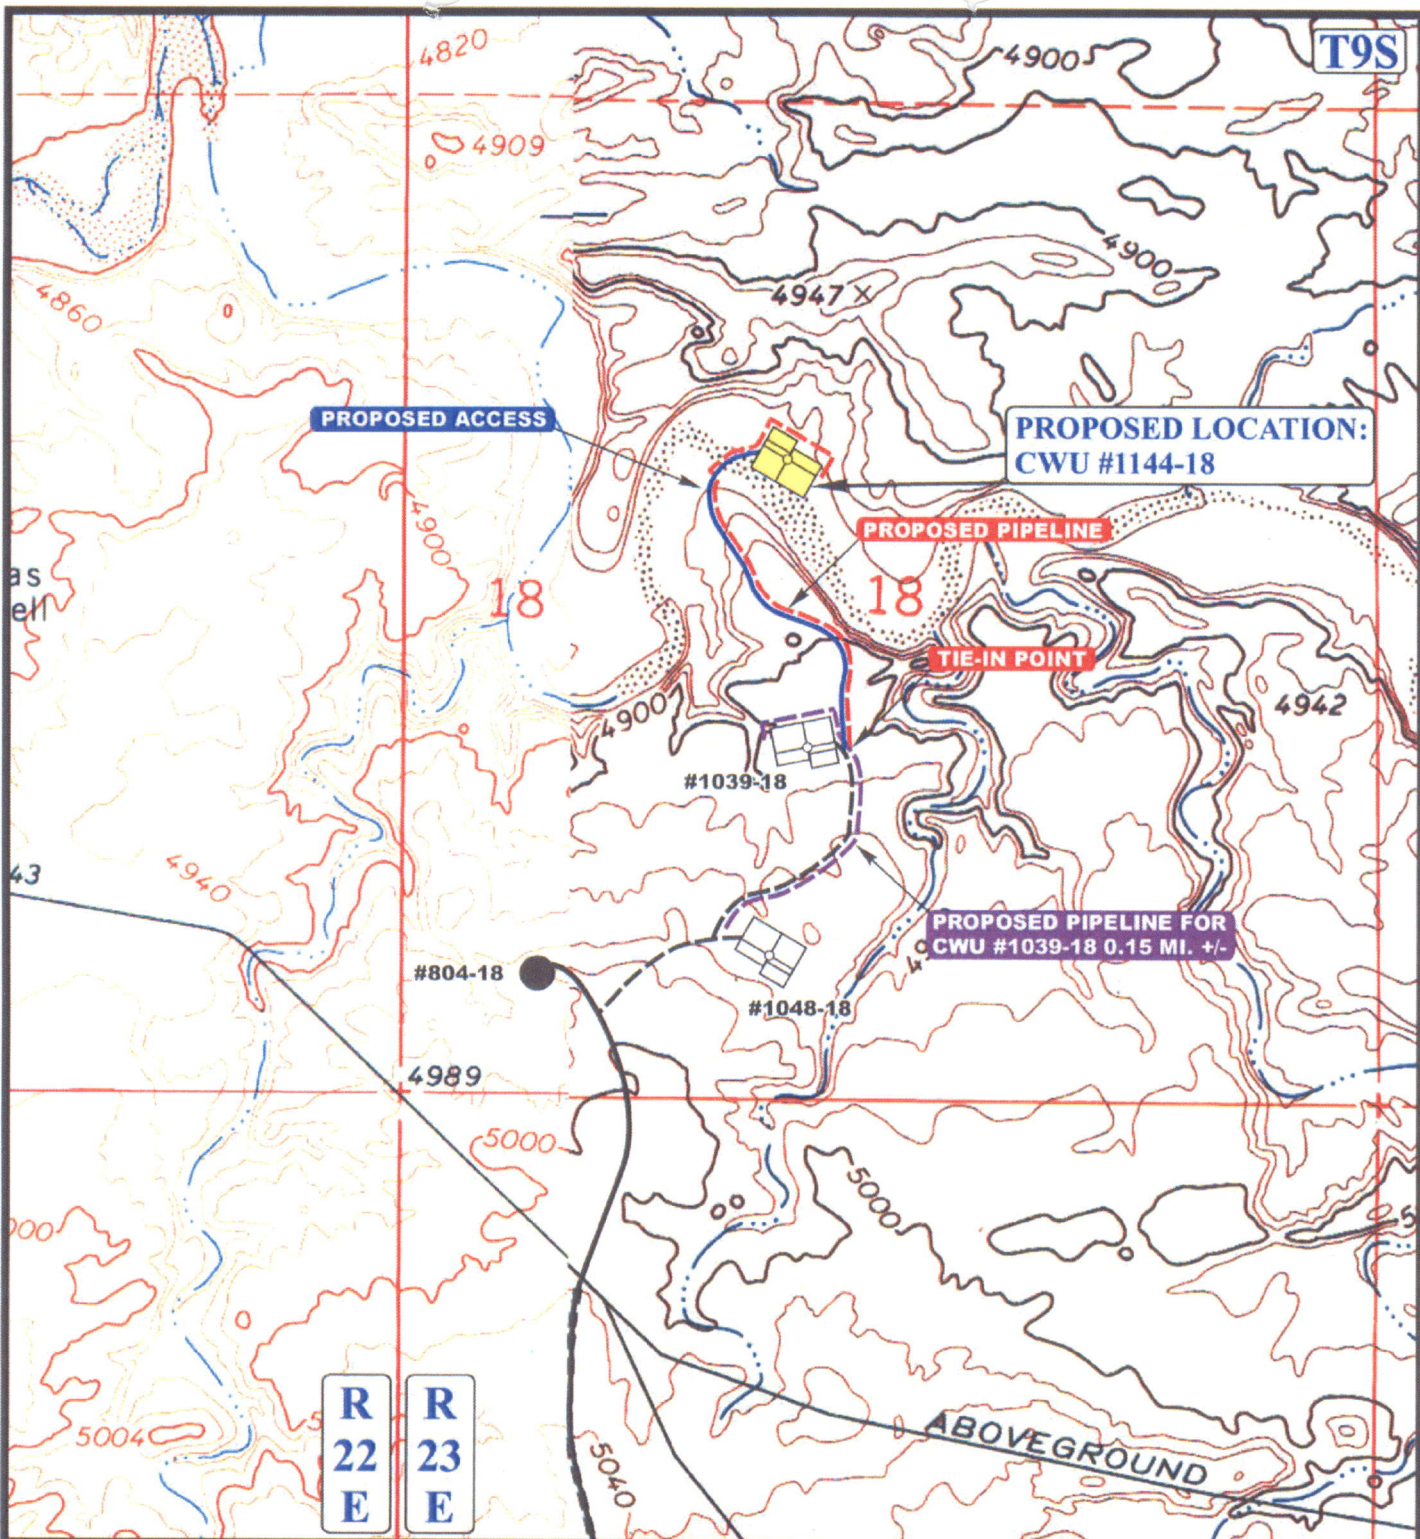 4820
4900
T9S
4909
4900
4860
4947
PROPOSED ACCESS
PROPOSED LOCATION:
CWU #1144-18
4900
PROPOSED PIPELINE
as
ell
18
18
TIE-IN POINT
4900
4942
#1039-18
4940
43
PROPOSED PIPELINE FOR
CWU #1039-18 0.15 MI. +/-
#804-18
#1048-18
4989
5000
5000
R
22
E
R
23
E
5004
5040
ABOVEGROUND